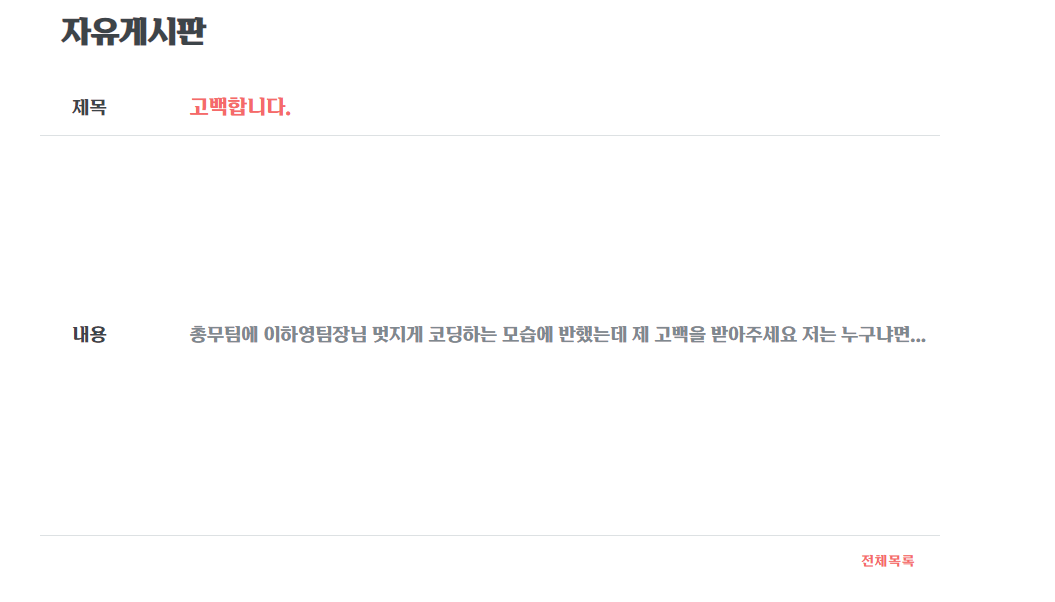 자유게시판
제목 고백합니다.
내용 총무팀에 이하영팀장님 멋지게 코딩하는 모습에 반했는데 제 고백을 받아주세요 저는 누구냐면...
전체목록